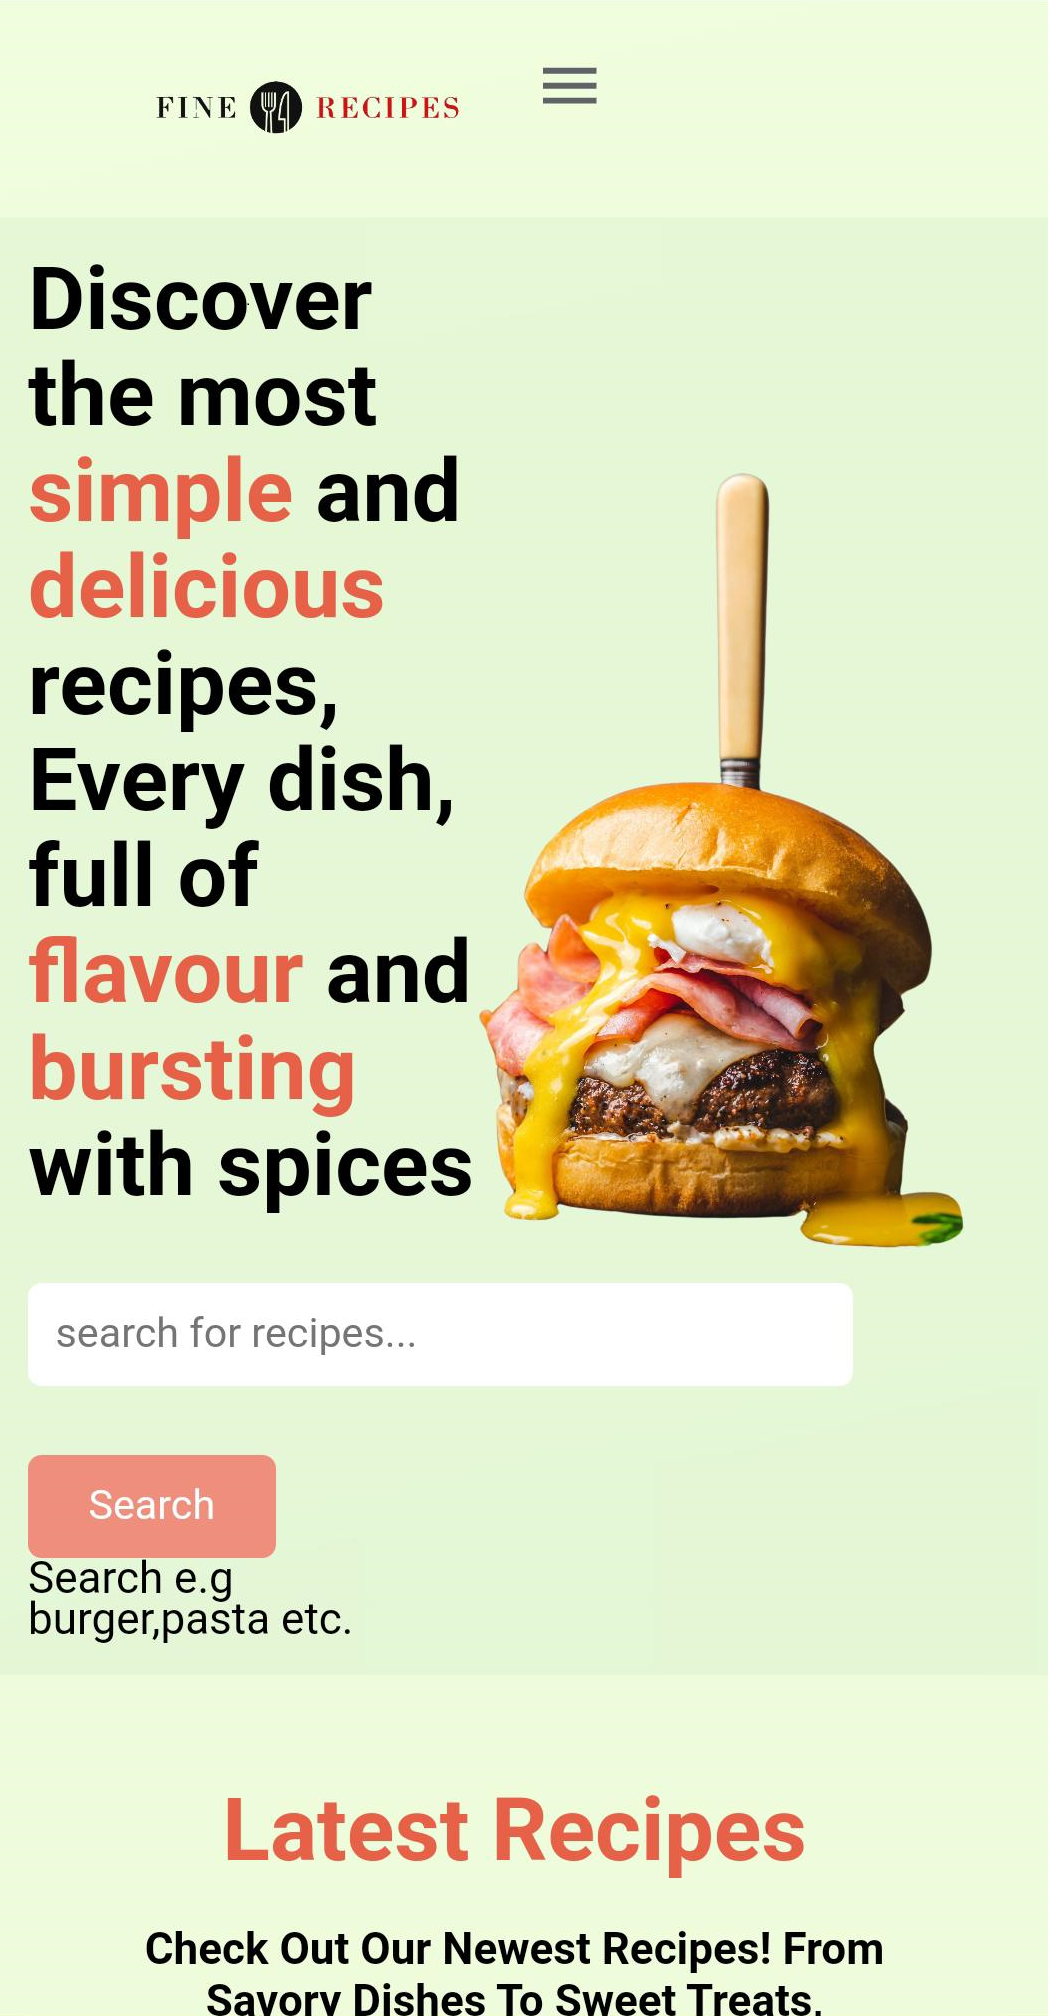 FINE RECIPES
Discover
the most
simple and
delicious
recipes,
Every dish,
full of
flavour and
bursting
with spices
search for recipes...
Search
Search e.g
burger,pasta etc.
Latest Recipes
Check Out Our Newest Recipes! From
Savory Dishes To Sweet Treats,